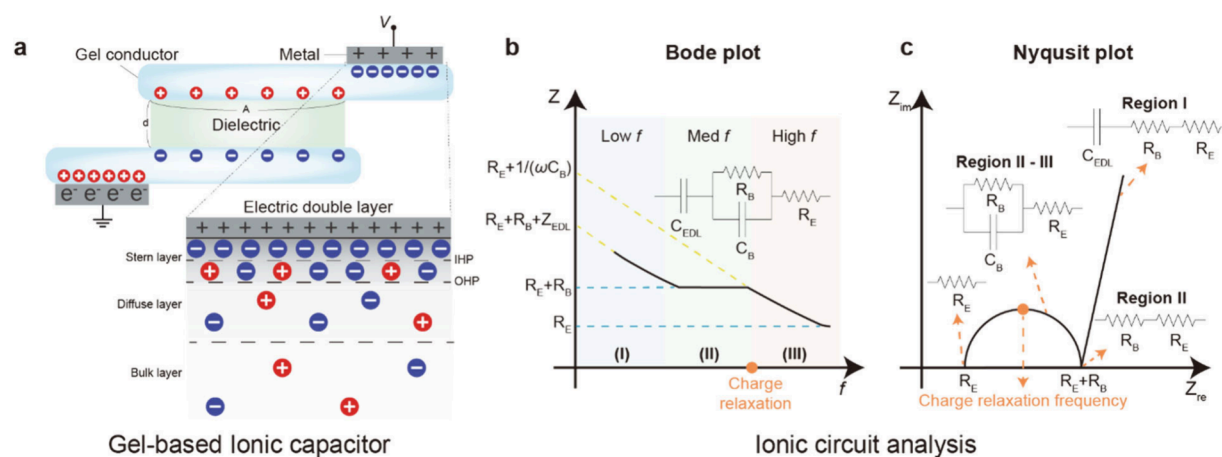 a
V
Gel conductor
Metal
+ + + +
A
d
Dielectric
e⁻ e⁻ e⁻ e⁻
Electric double layer
Stern layer
IHP
OHP
Diffuse layer
Bulk layer
Gel-based Ionic capacitor
b
Bode plot
Z
Low f
Med f
High f
R_E+1/(ωC_B)
R_E+R_B+Z_EDL
R_E+R_B
R_E
C_EDL
R_B
C_B
R_E
(I)
(II)
(III)
f
Charge
relaxation
c
Nyqusit plot
Z_im
Region I
C_EDL
R_B
R_E
Region II - III
R_B
C_B
R_E
R_E
Region II
R_B
R_E
R_E
R_E+R_B
Z_re
Charge relaxation frequency
Ionic circuit analysis